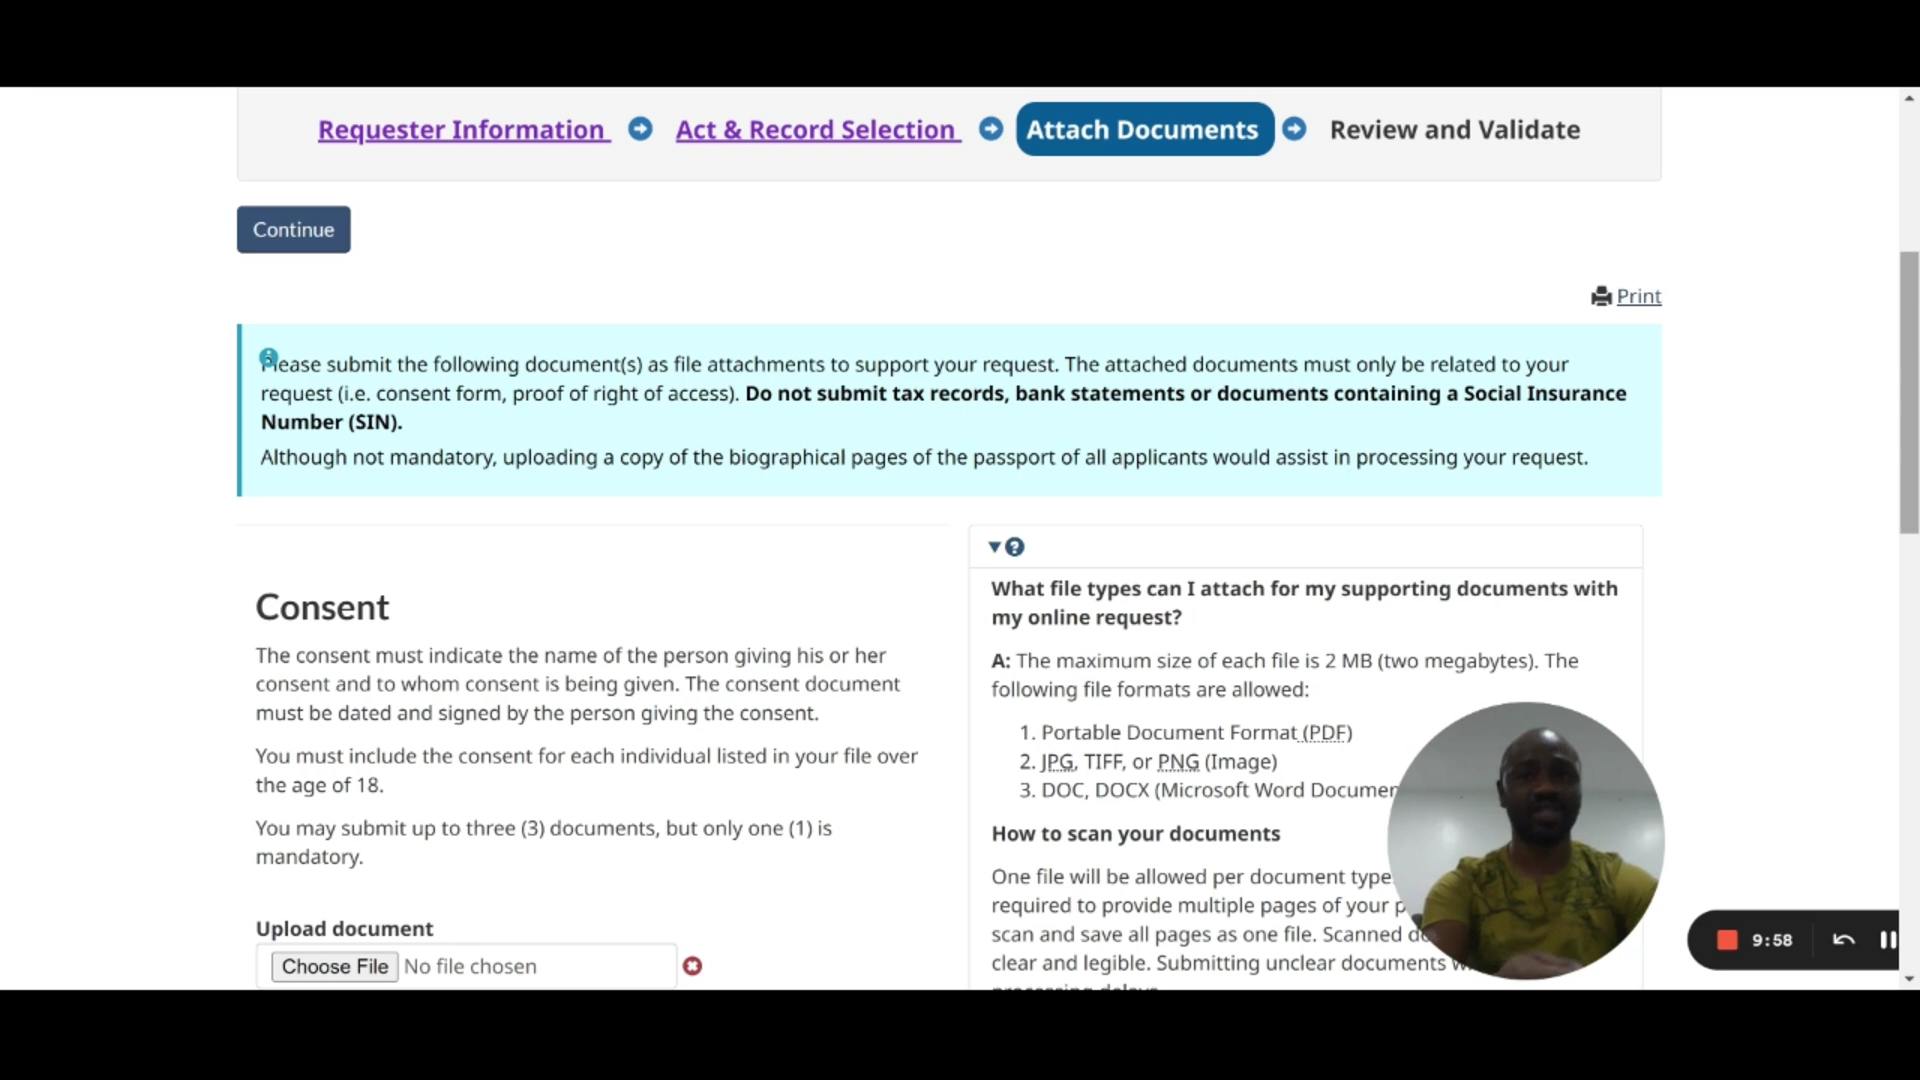 Requester Information Act & Record Selection Attach Documents Review and Validate
Continue
Print
Please submit the following document(s) as file attachments to support your request. The attached documents must only be related to your
request (i.e. consent form, proof of right of access). Do not submit tax records, bank statements or documents containing a Social Insurance
Number (SIN).
Although not mandatory, uploading a copy of the biographical pages of the passport of all applicants would assist in processing your request.
Consent
The consent must indicate the name of the person giving his or her
consent and to whom consent is being given. The consent document
must be dated and signed by the person giving the consent.
You must include the consent for each individual listed in your file over
the age of 18.
You may submit up to three (3) documents, but only one (1) is
mandatory.
Upload document
Choose File No file chosen
What file types can I attach for my supporting documents with
my online request?
A: The maximum size of each file is 2 MB (two megabytes). The
following file formats are allowed:
1. Portable Document Format (PDF)
2. JPG, TIFF, or PNG (Image)
3. DOC, DOCX (Microsoft Word
How to scan your documents
One file will be allowed per document type
required to provide multiple pages of your
scan and save all pages as one file. Scanned
clear and legible. Submitting unclear documents
9:58